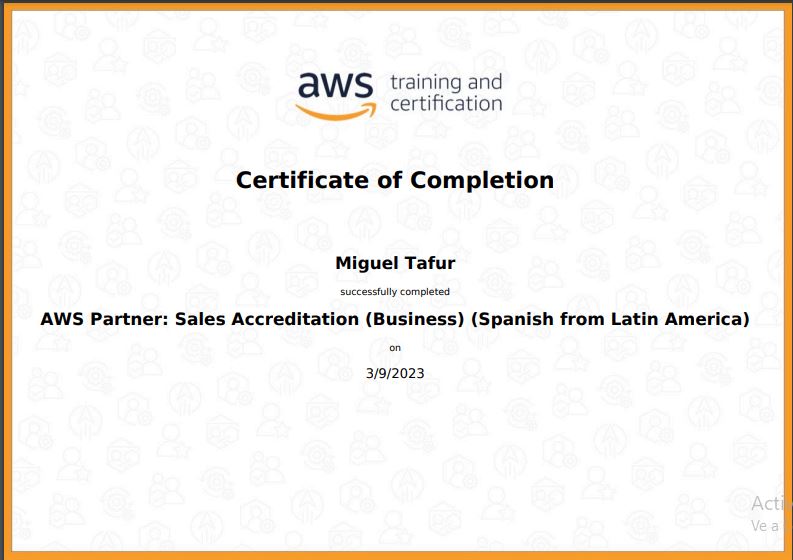 aws training and
certification
Certificate of Completion
Miguel Tafur
successfully completed
AWS Partner: Sales Accreditation (Business) (Spanish from Latin America)
on
3/9/2023
Acti
Ve a